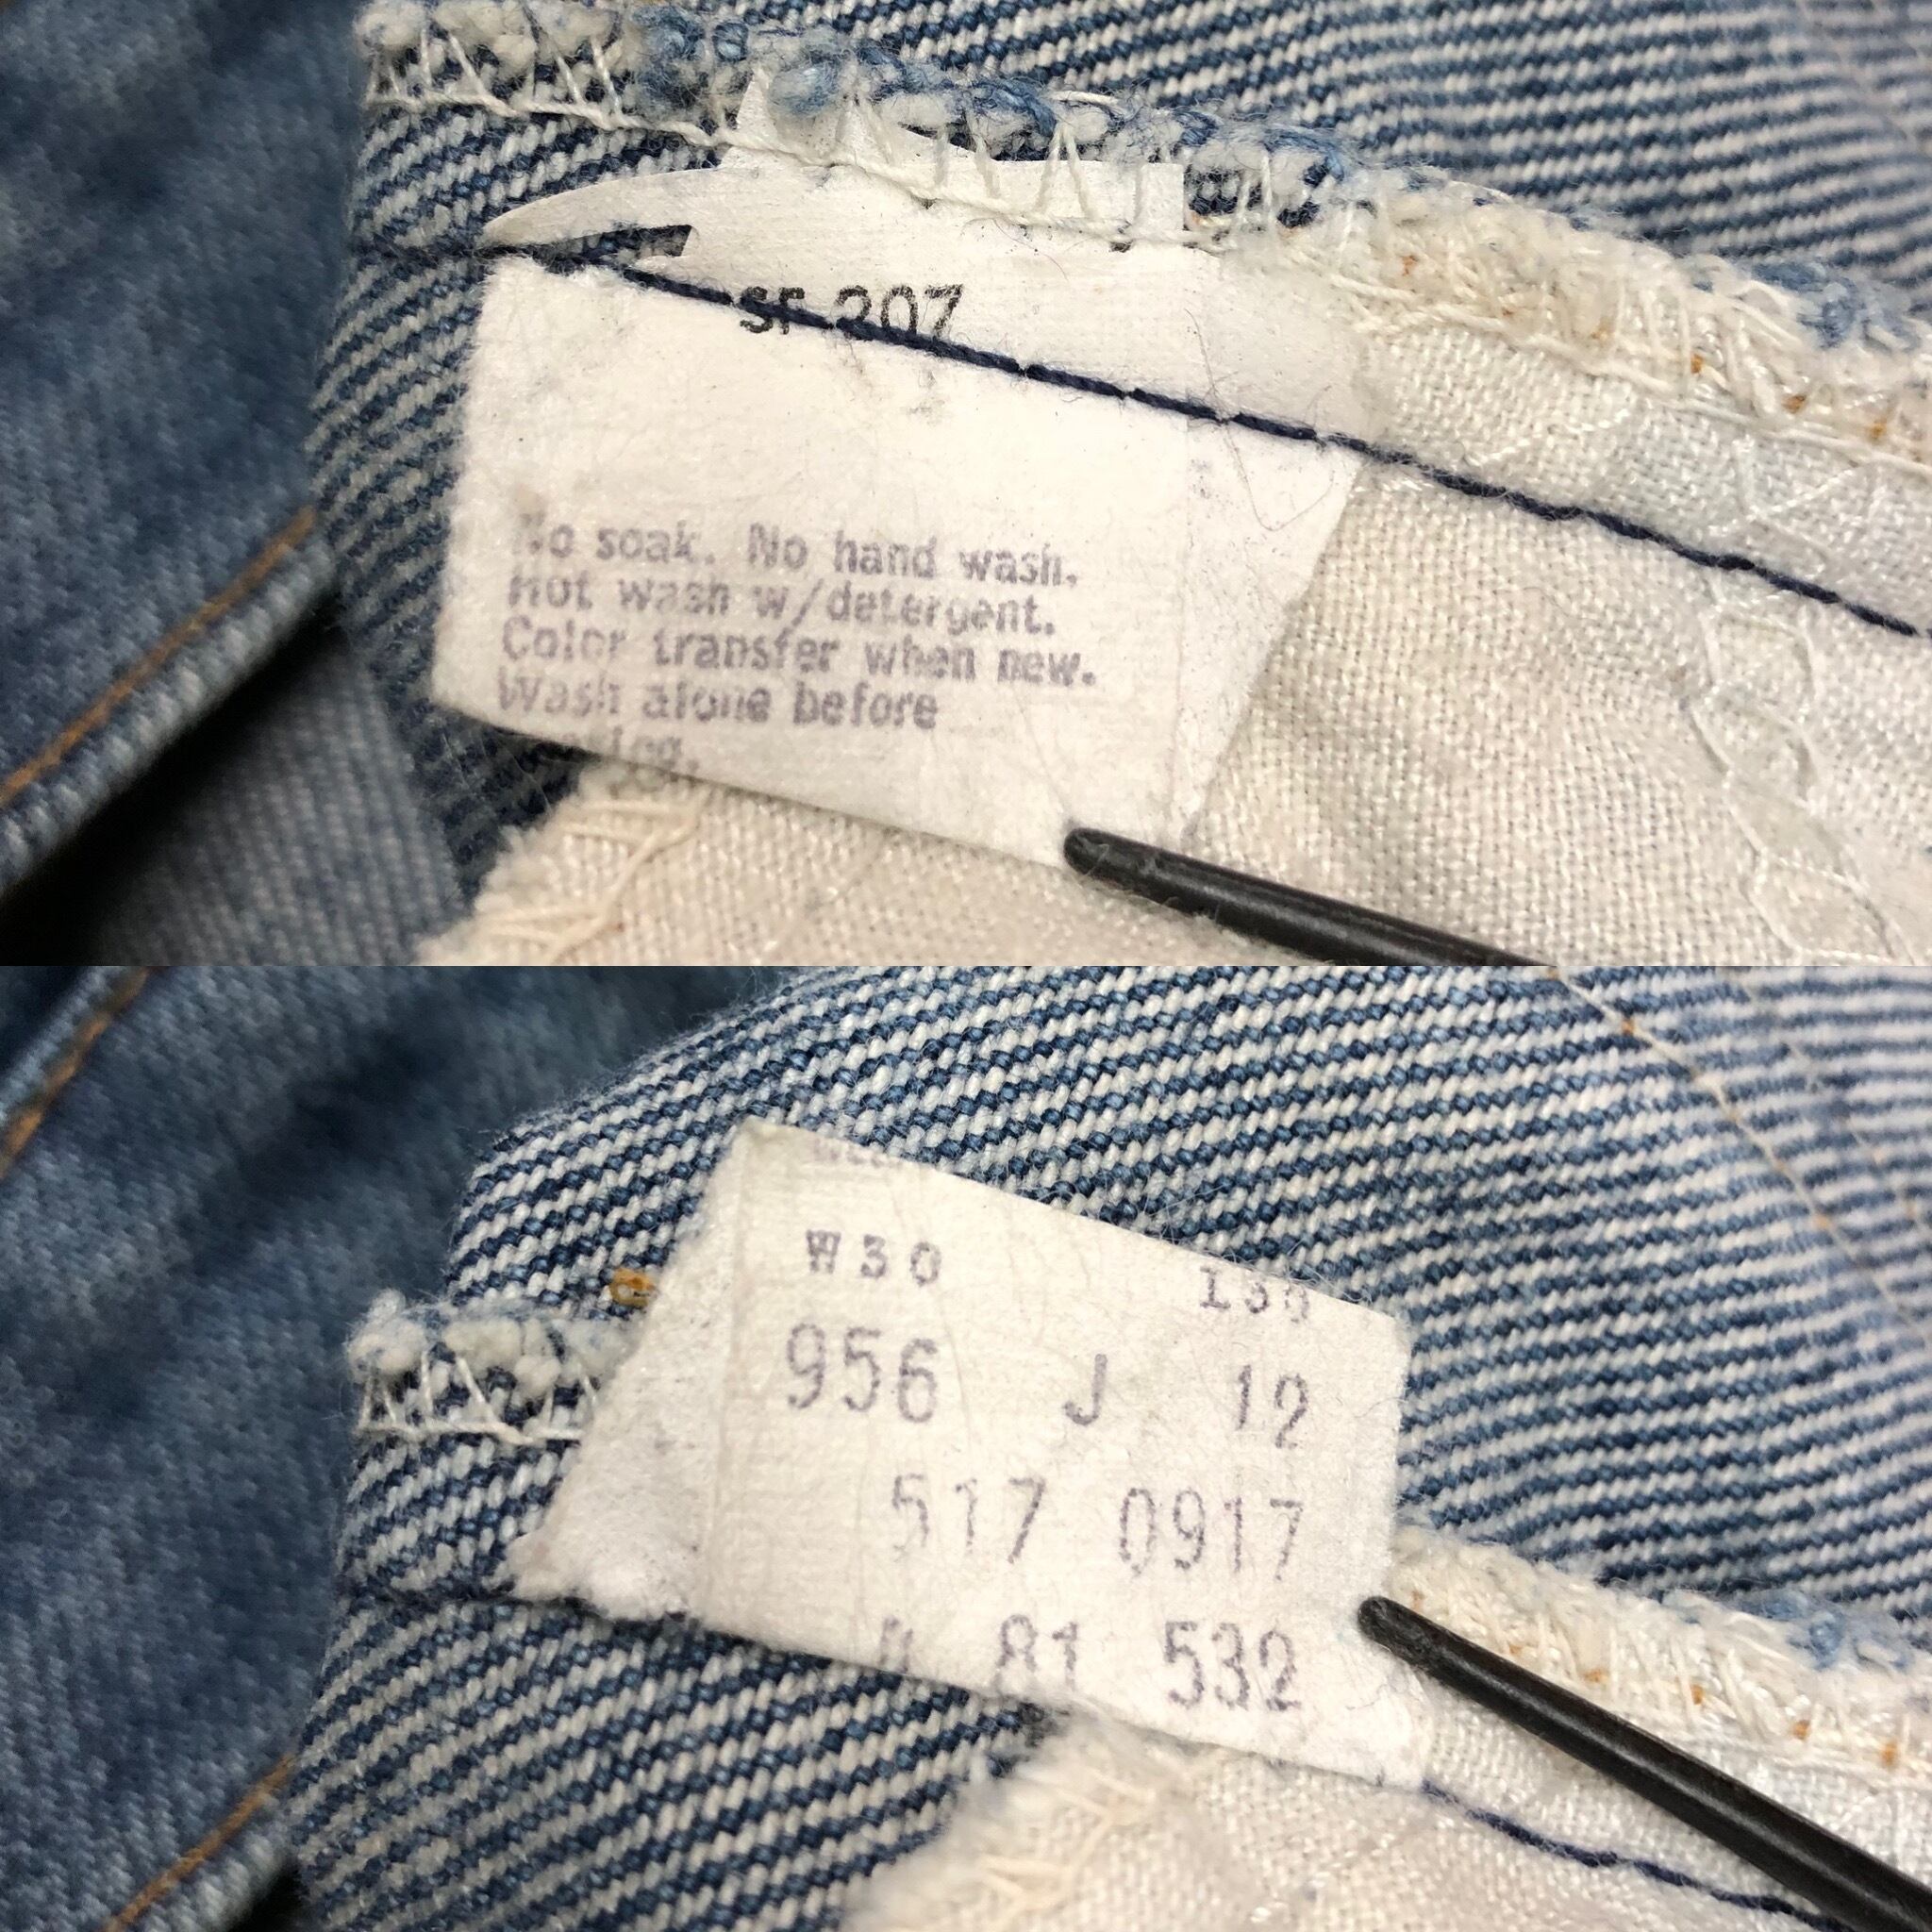 SF-207
No soak. No hand wash.
Hot wash w/detergent.
Color transfer when new.
Wash alone before
W30
956 J 12
517 0917
81 532